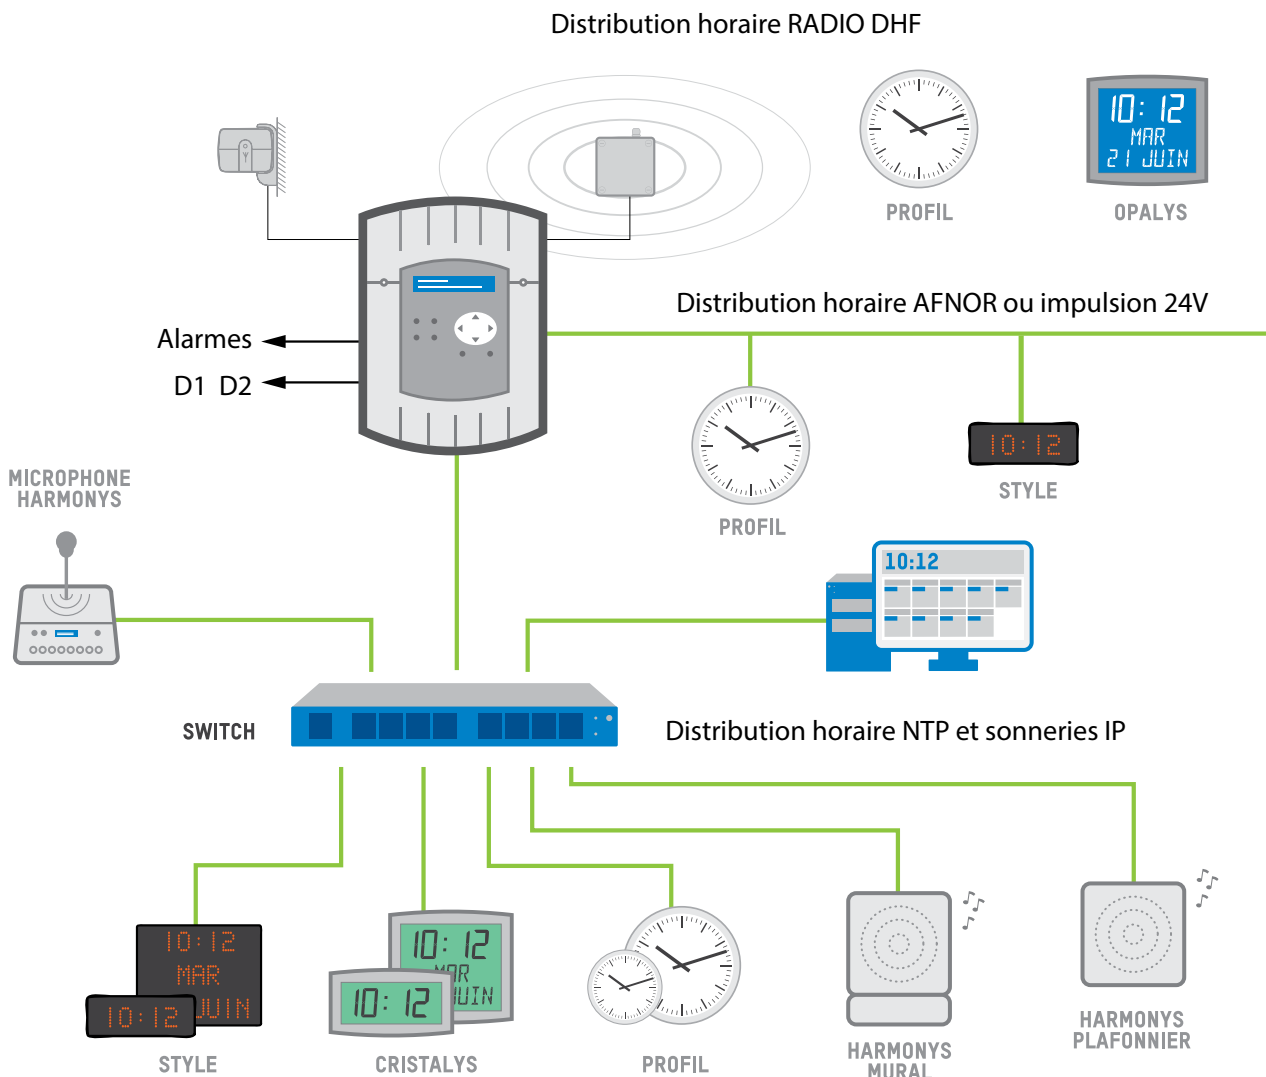 Distribution horaire RADIO DHF
10: 12
MAR
21 JUIN
PROFIL
OPALYS
Distribution horaire AFNOR ou impulsion 24V
Alarmes
D1 D2
10:12
STYLE
PROFIL
MICROPHONE
HARMONYS
10:12
SWITCH
Distribution horaire NTP et sonneries IP
10:12
MAR
JUIN
10:12
10: 12
MAR
JUIN
10: 12
STYLE
CRISTALYS
PROFIL
HARMONYS
MURAL
HARMONYS
PLAFONNIER